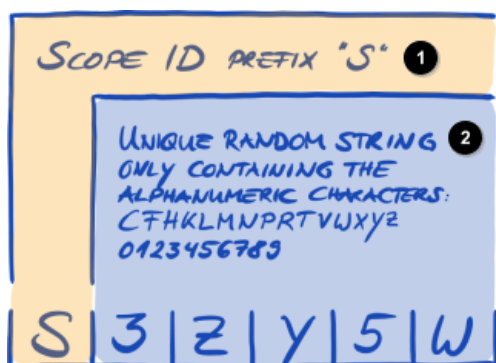 SCOPE ID PREFIX "S" 1
UNIQUE RANDOM STRING 2
ONLY CONTAINING THE
ALPHANUMERIC CHARACTERS:
CFHKLMNPRTVWXYZ
0123456789
S|3|Z|Y|5|W|